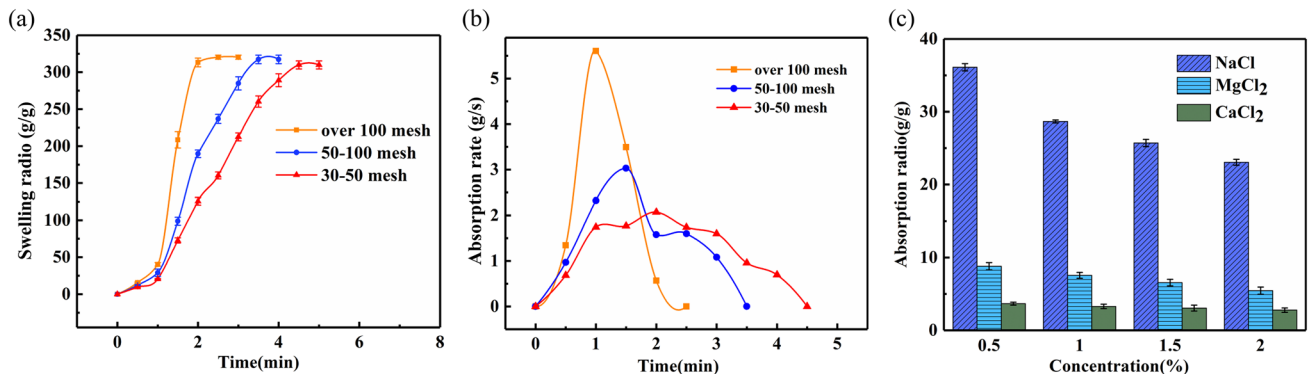 (a)
Swelling radio (g/g)
350
300
250
200
150
100
50
0
over 100 mesh
50-100 mesh
30-50 mesh
0
2
4
6
8
Time(min)
(b)
Absorption rate (g/s)
5
4
3
2
1
0
over 100 mesh
50-100 mesh
30-50 mesh
0
1
2
3
4
5
Time(min)
(c)
Absorption radio(g/g)
40
30
20
10
0
NaCl
MgCl2
CaCl2
0.5
1
1.5
2
Concentration(%)